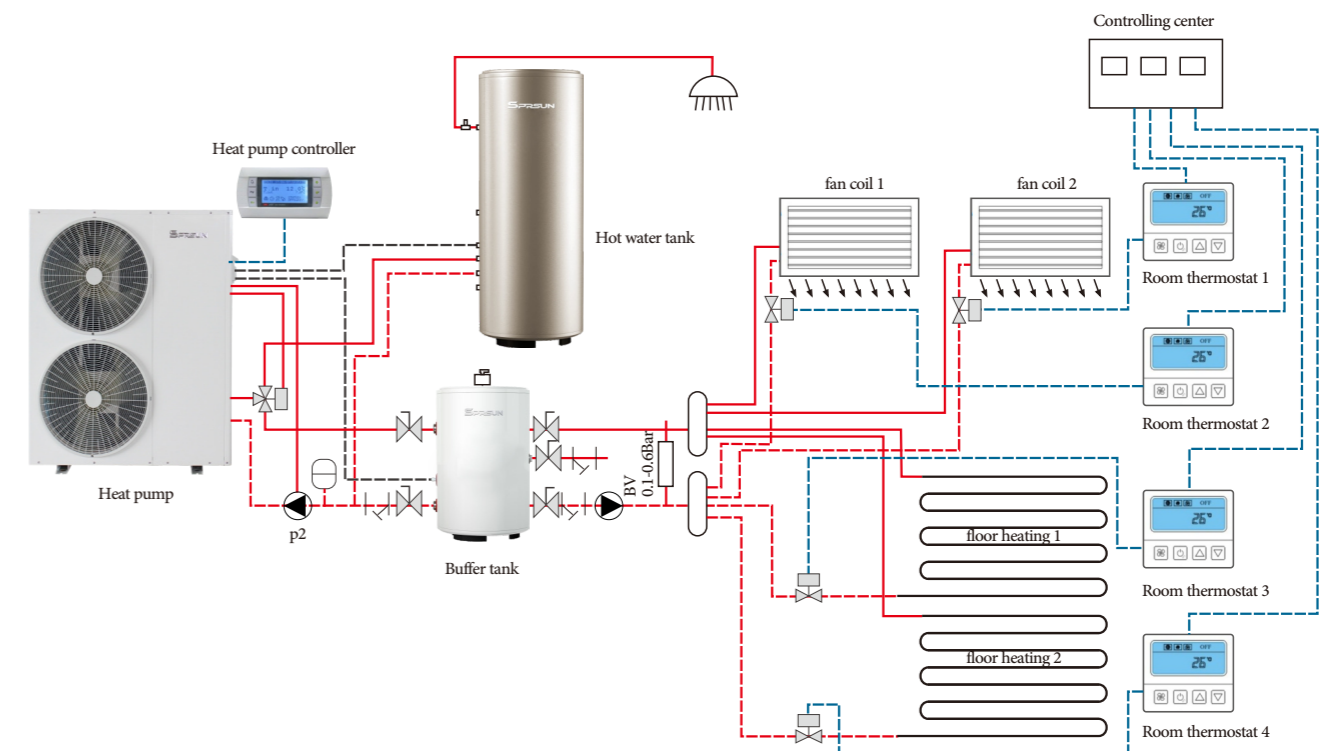 Controlling center
Heat pump controller
SPRSUN
Hot water tank
fan coil 1
fan coil 2
OFF
26°
Room thermostat 1
SPRSUN
Heat pump
p2
SPRSUN
Buffer tank
BV
0.1-0.6Bar
OFF
26°
Room thermostat 2
floor heating 1
OFF
26°
Room thermostat 3
floor heating 2
OFF
26°
Room thermostat 4